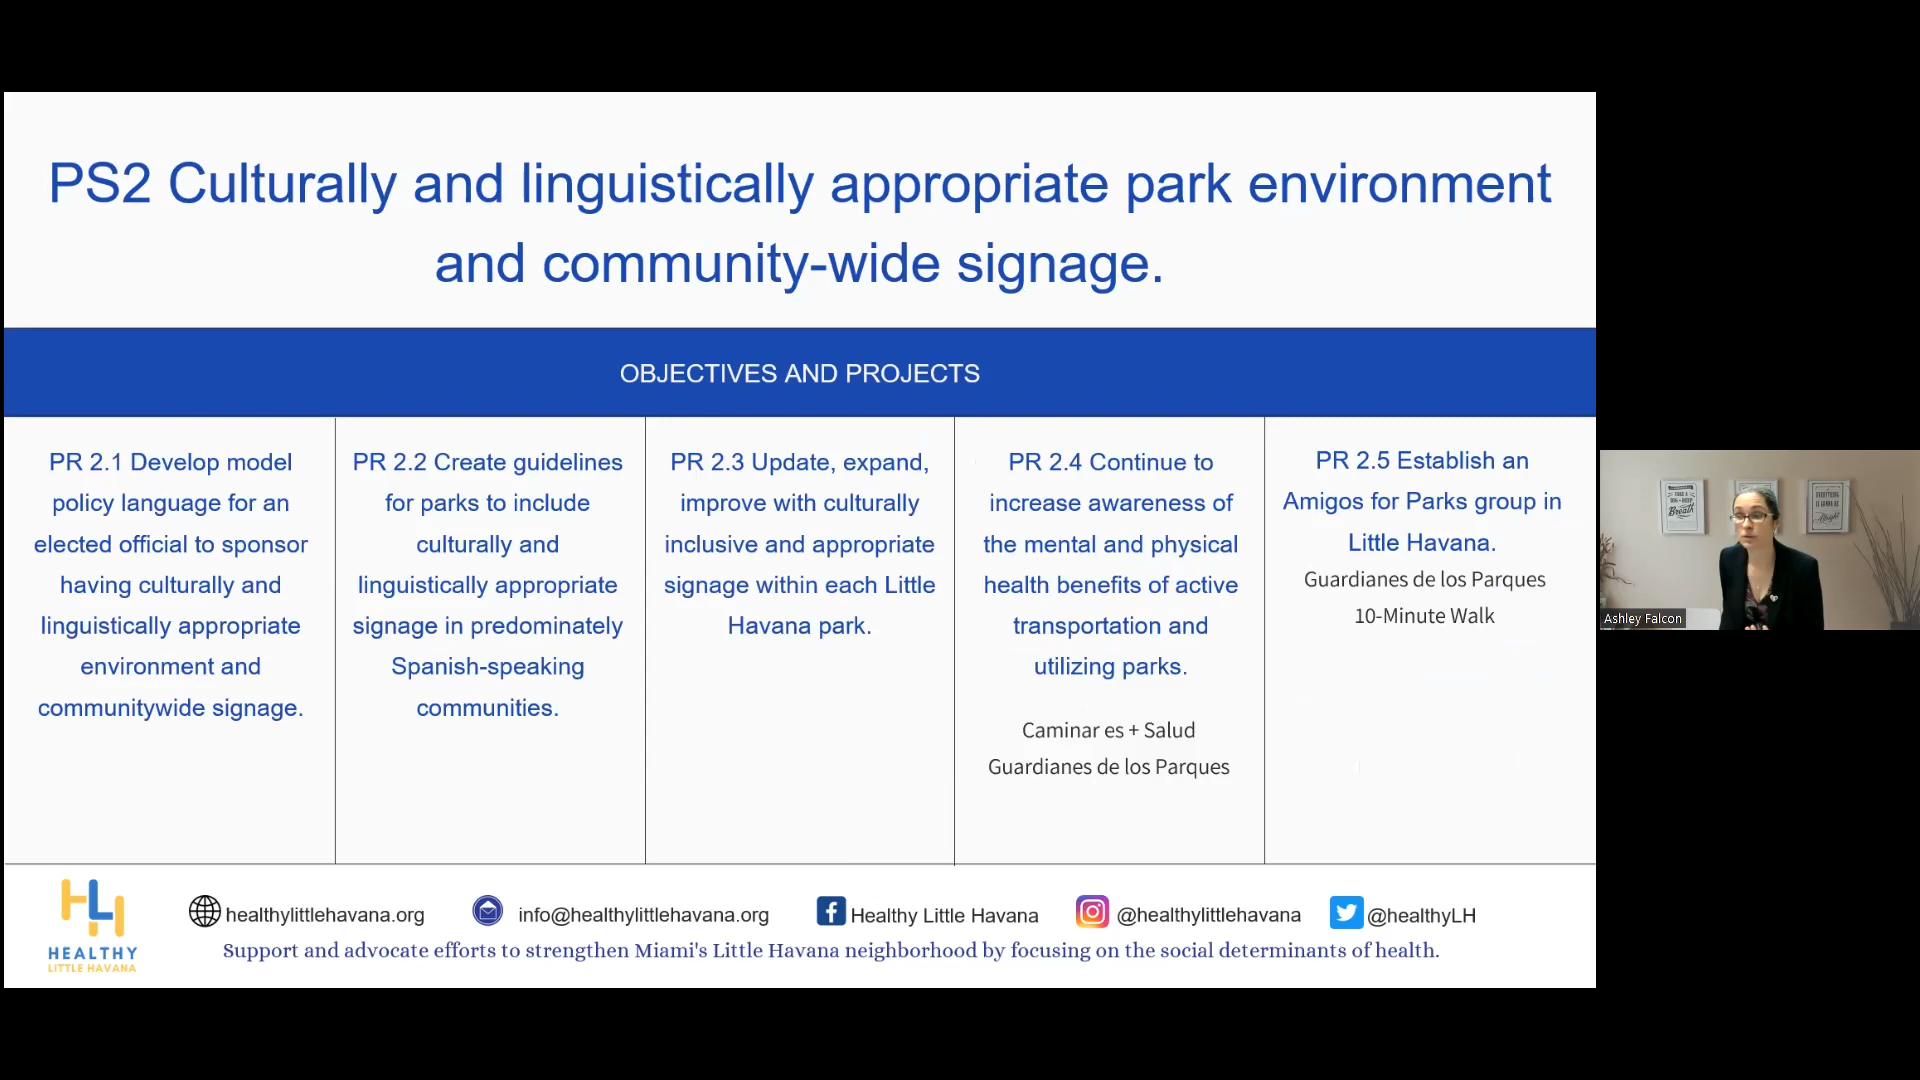 PS2 Culturally and linguistically appropriate park environment
and community-wide signage.
OBJECTIVES AND PROJECTS
PR 2.1 Develop model
policy language for an
elected official to sponsor
having culturally and
linguistically appropriate
environment and
communitywide signage.
PR 2.2 Create guidelines
for parks to include
culturally and
linguistically appropriate
signage in predominately
Spanish-speaking
communities.
PR 2.3 Update, expand,
improve with culturally
inclusive and appropriate
signage within each Little
Havana park.
PR 2.4 Continue to
increase awareness of
the mental and physical
health benefits of active
transportation and
utilizing parks.
Caminar es + Salud
Guardianes de los Parques
PR 2.5 Establish an
Amigos for Parks group in
Little Havana.
Guardianes de los Parques
10-Minute Walk
HEALTHY
LITTLE HAVANA
healthylittlehavana.org
info@healthylittlehavana.org
Healthy Little Havana
@healthylittlehavana
@healthyLH
Support and advocate efforts to strengthen Miami's Little Havana neighborhood by focusing on the social determinants of health.
Breath
Ashley Falcon